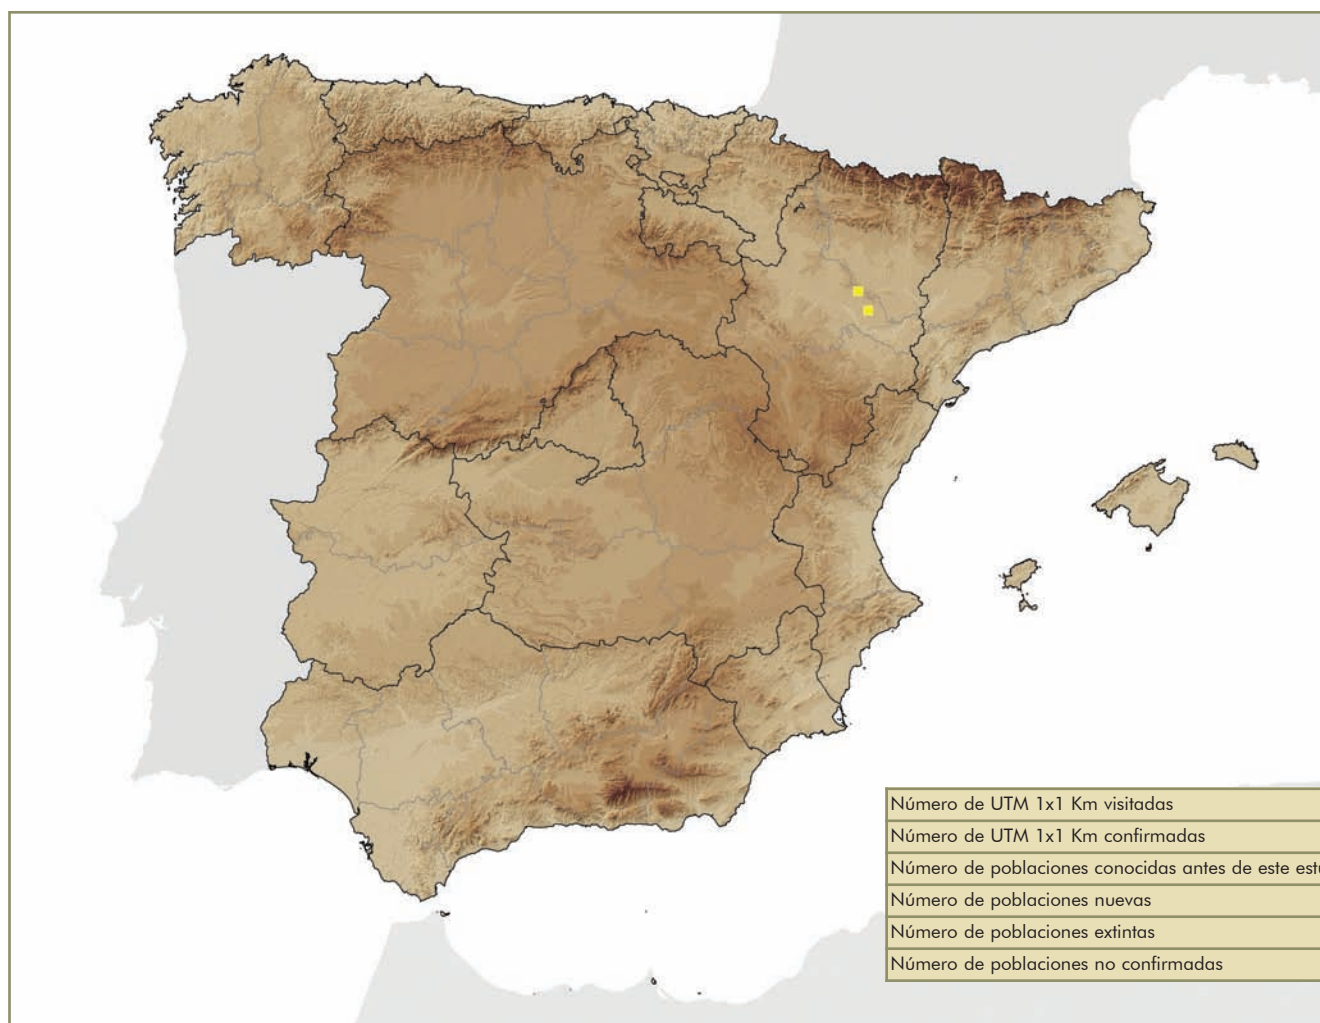 Número de UTM 1x1 Km visitadas
Número de UTM 1x1 Km confirmadas
Número de poblaciones conocidas antes de este
Número de poblaciones nuevas
Número de poblaciones extintas
Número de poblaciones no confirmadas